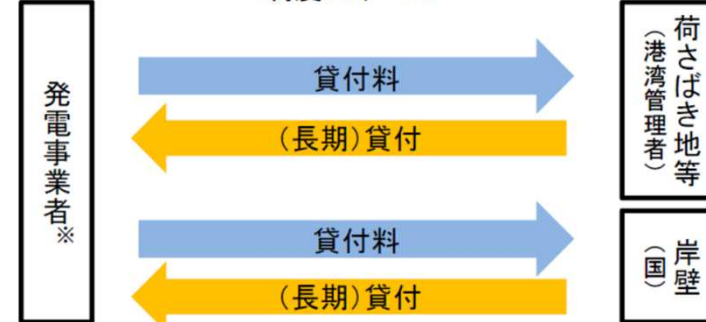 発電事業者※
貸付料
(長期)貸付
貸付料
(長期)貸付
荷さばき地等
(港湾管理者)
岸壁
(国)